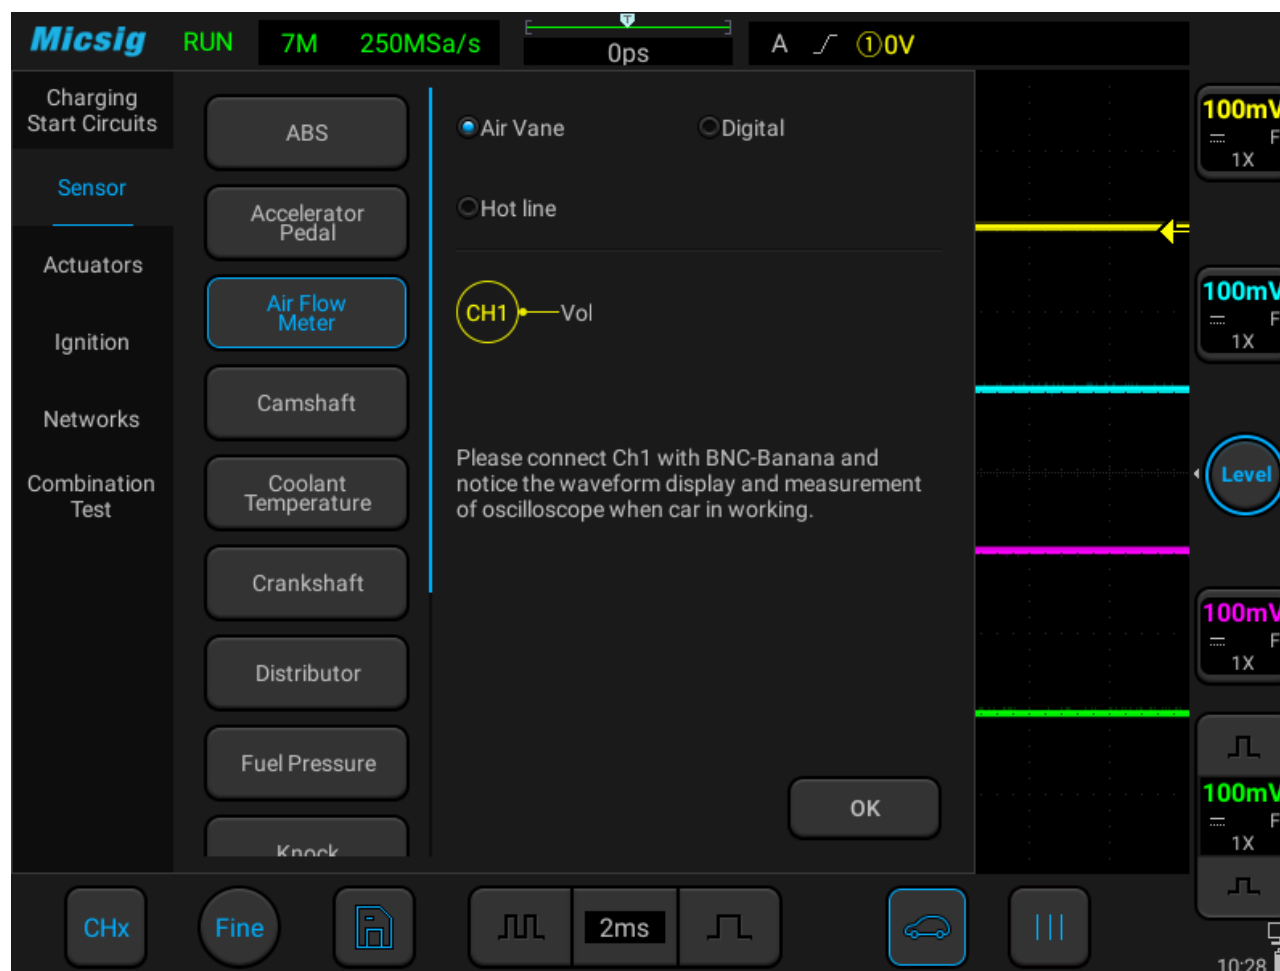 Micsig RUN 7M 250MSa/s 0ps T A 1 0V
Charging
Start Circuits
Sensor
Actuators
Ignition
Networks
Combination
Test
ABS
Accelerator
Pedal
Air Flow
Meter
Camshaft
Coolant
Temperature
Crankshaft
Distributor
Fuel Pressure
Knock
Air Vane Digital
Hot line
CH1 Vol
Please connect Ch1 with BNC-Banana and
notice the waveform display and measurement
of oscilloscope when car in working.
OK
100mV
F
1X
100mV
F
1X
Level
100mV
F
1X
100mV
F
1X
CHx Fine 2ms
10:28